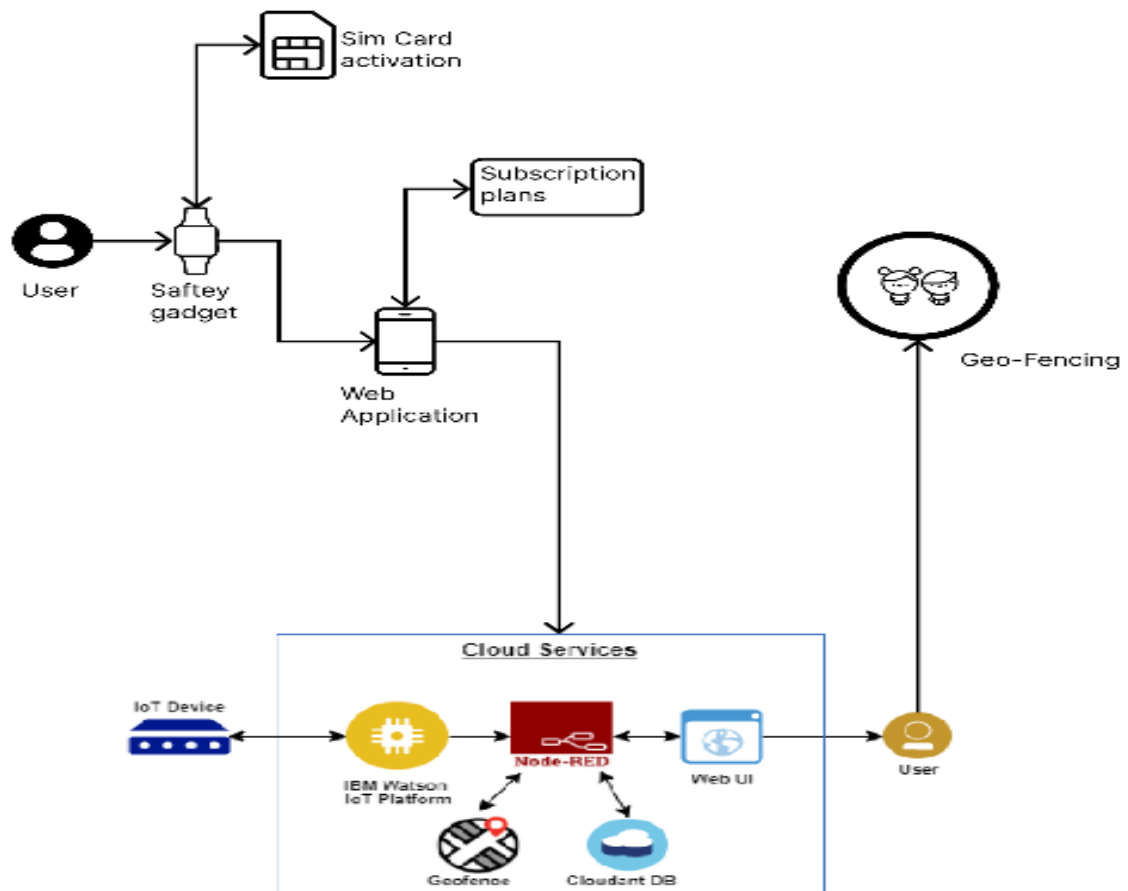 Sim Card
activation
Subscription
plans
User
Saftey
gadget
Geo-Fencing
Web
Application
Cloud Services
IoT Device
Node-RED
IBM Watson
IoT Platform
Web UI
User
Geofence
Cloudant DB